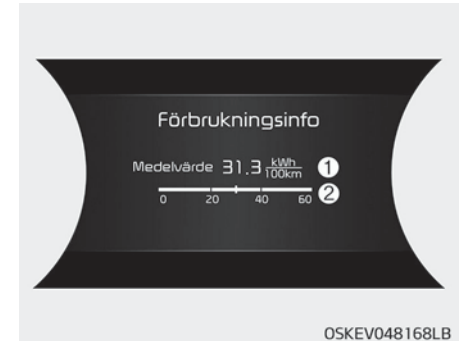 Förbrukningsinfo
Medelvärde 31.3 kWh/100km ①
0 20 40 60 ②
OSKEV048168LB